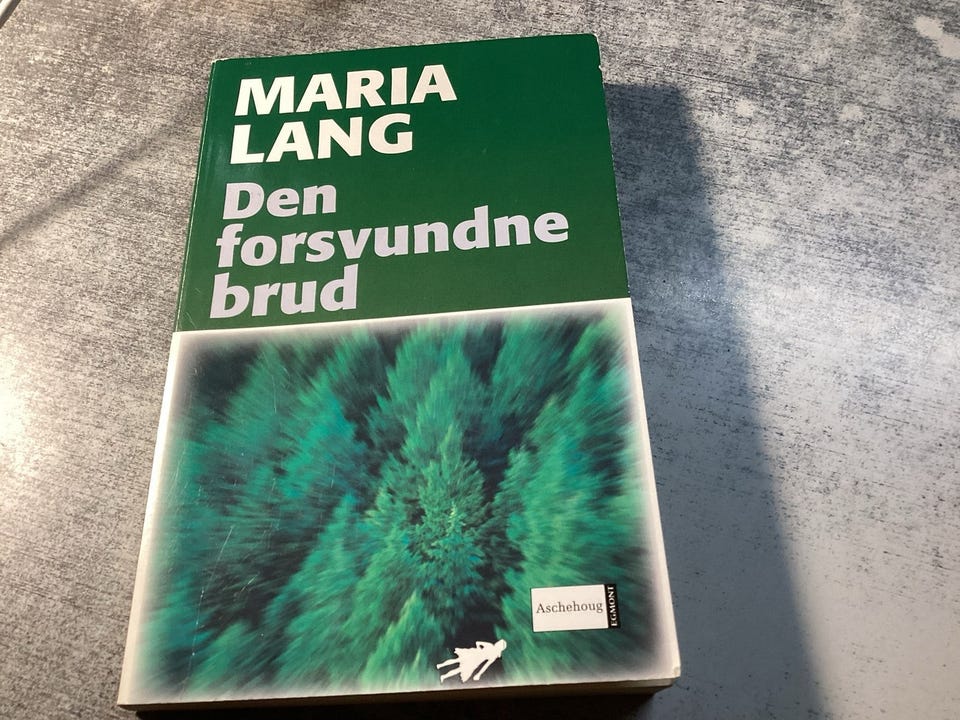 MARIA
LANG
Den
forsvundne
brud
Aschehoug
EGMONT